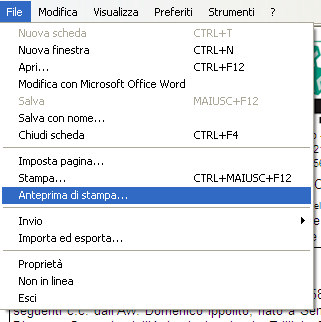 File Modifica Visualizza Preferiti Strumenti ?
Nuova scheda CTRL+T
Nuova finestra CTRL+N
Apri... CTRL+F12
Modifica con Microsoft Office Word
Salva MAIUSC+F12
Salva con nome...
Chiudi scheda CTRL+F4
Imposta pagina...
Stampa... CTRL+MAIUSC+F12
Anteprima di stampa...
Invio
Importa ed esporta...
Proprietà
Non in linea
Esci
seguenti c.c. dall'Avv. Domenico Ippolito, nato a